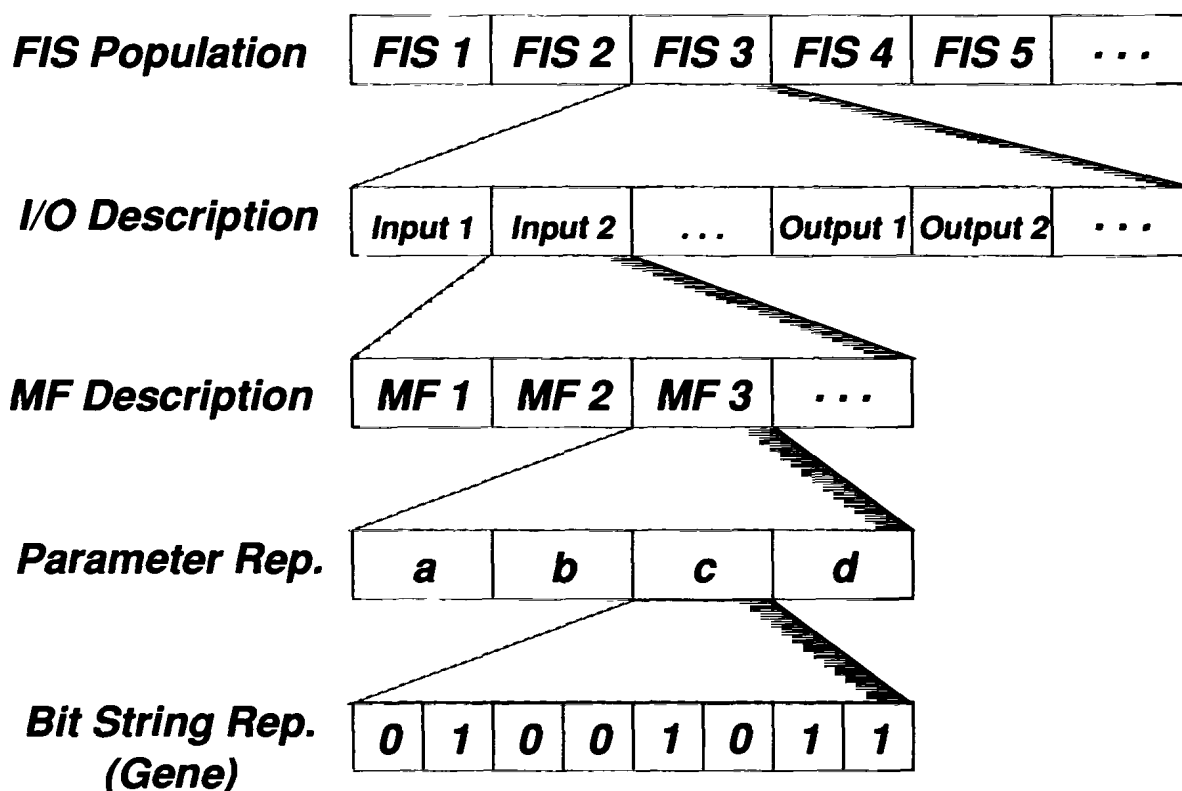 FIS Population FIS 1 FIS 2 FIS 3 FIS 4 FIS 5 ...
I/O Description Input 1 Input 2 ... Output 1 Output 2 ...
MF Description MF 1 MF 2 MF 3 ...
Parameter Rep. a b c d
Bit String Rep. 0 1 0 0 1 0 1 1
(Gene)